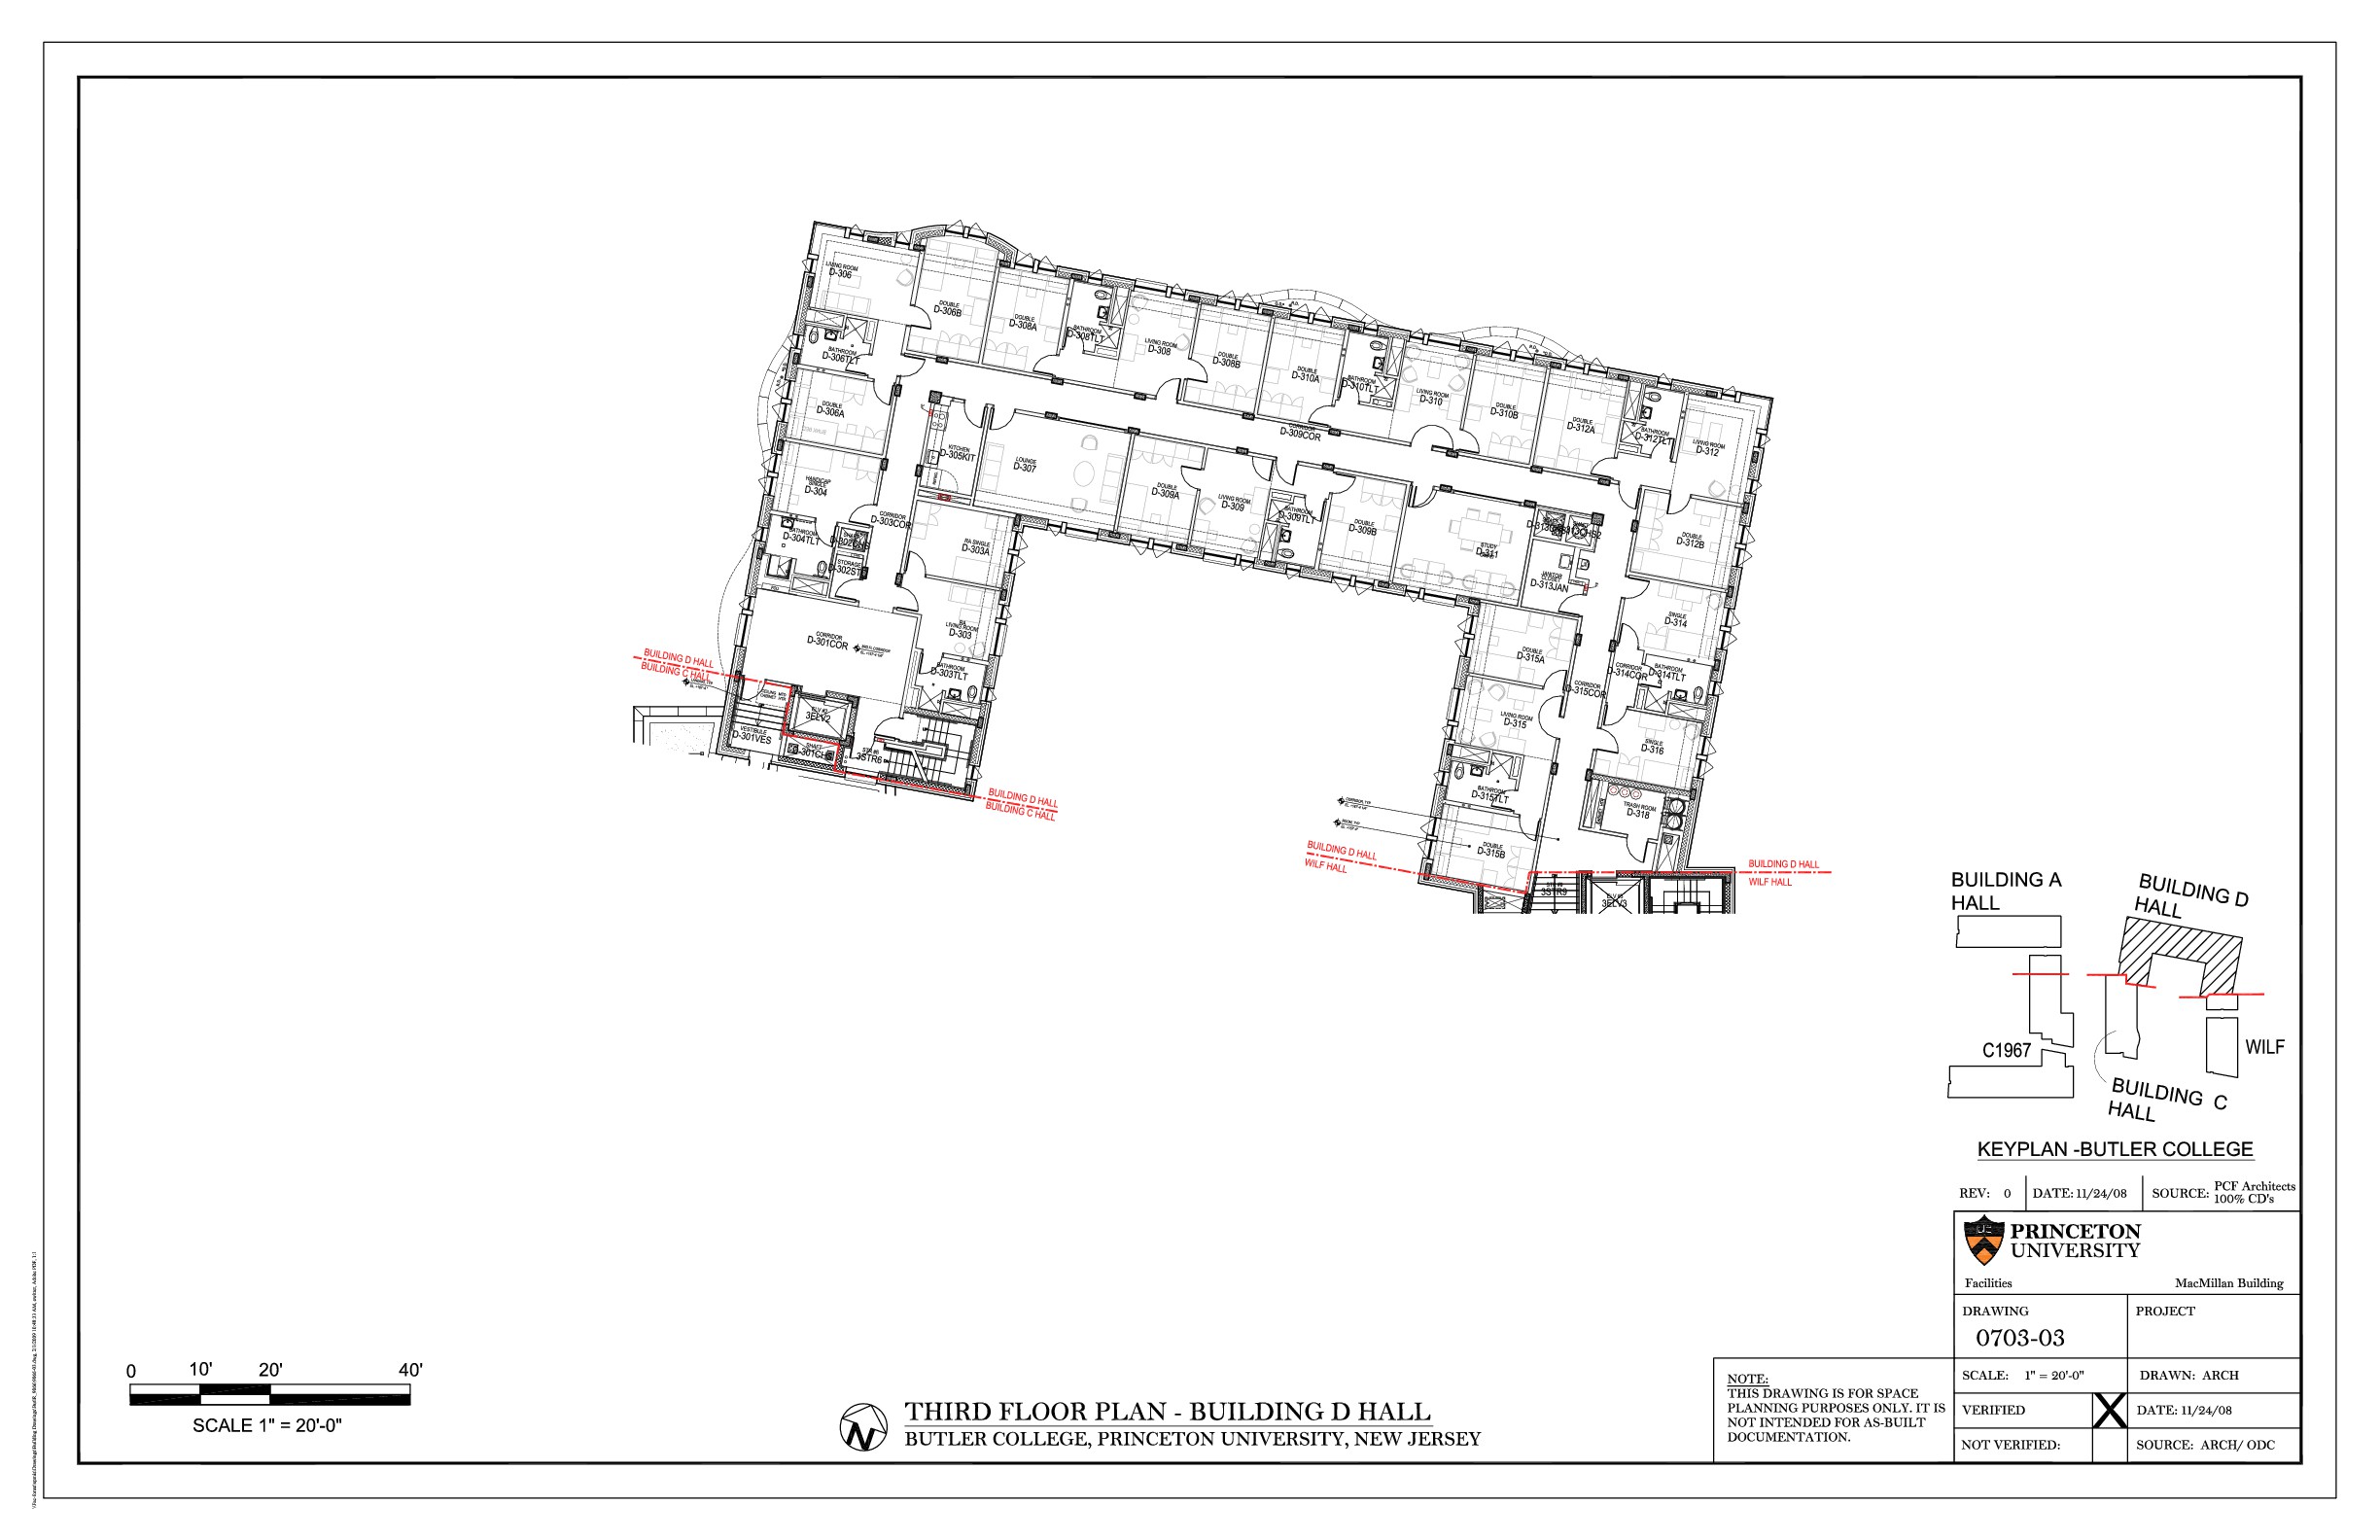 LIVING ROOM
D-306
DOUBLE
D-306B
DOUBLE
D-308A
BATHROOM
D-308TLT
LIVING ROOM
D-308
DOUBLE
D-308B
DOUBLE
D-310A
BATHROOM
D-310TLT
LIVING ROOM
D-310
DOUBLE
D-310B
DOUBLE
D-312A
BATHROOM
D-312TLT
LIVING ROOM
D-312
BATHROOM
D-306TLT
DOUBLE
D-306A
KITCHEN
D-305KIT
LOUNGE
D-307
DOUBLE
D-309A
LIVING ROOM
D-309
BATHROOM
D-309TLT
DOUBLE
D-309B
CORRIDOR
D-309COR
STUDY
D-311
JANITOR
CLOSET
D-313JAN
DOUBLE
D-312B
HANDICAP
SINGLE
D-304
CORRIDOR
D-303COR
BATHROOM
D-304TLT
STORAGE
D-302ST
RA SINGLE
D-303A
RA
LIVING ROOM
D-303
BATHROOM
D-303TLT
CORRIDOR
D-301COR
BUILDING D HALL
BUILDING C HALL
VESTIBULE
D-301VES
3ELV2
SHAFT
3STR6
BUILDING D HALL
BUILDING C HALL
SINGLE
D-314
DOUBLE
D-315A
CORRIDOR
D-314COR
BATHROOM
D-314TLT
CORRIDOR
D-315COR
LIVING ROOM
D-315
SINGLE
D-316
BATHROOM
D-315TLT
TRASH ROOM
D-318
DOUBLE
D-315B
BUILDING D HALL
WILF HALL
3STR9
3ELV3
BUILDING D HALL
WILF HALL
BUILDING A
HALL
BUILDING D
HALL
C1967
WILF
BUILDING C
HALL
KEYPLAN -BUTLER COLLEGE
REV: 0
DATE: 11/24/08
SOURCE: PCF Architects
100% CD's
PRINCETON
UNIVERSITY
Facilities
MacMillan Building
DRAWING
0703-03
PROJECT
SCALE: 1" = 20'-0"
DRAWN: ARCH
VERIFIED
X
DATE: 11/24/08
NOT VERIFIED:
SOURCE: ARCH/ ODC
NOTE:
THIS DRAWING IS FOR SPACE
PLANNING PURPOSES ONLY. IT IS
NOT INTENDED FOR AS-BUILT
DOCUMENTATION.
0 10' 20' 40'
SCALE 1" = 20'-0"
N
THIRD FLOOR PLAN - BUILDING D HALL
BUTLER COLLEGE, PRINCETON UNIVERSITY, NEW JERSEY